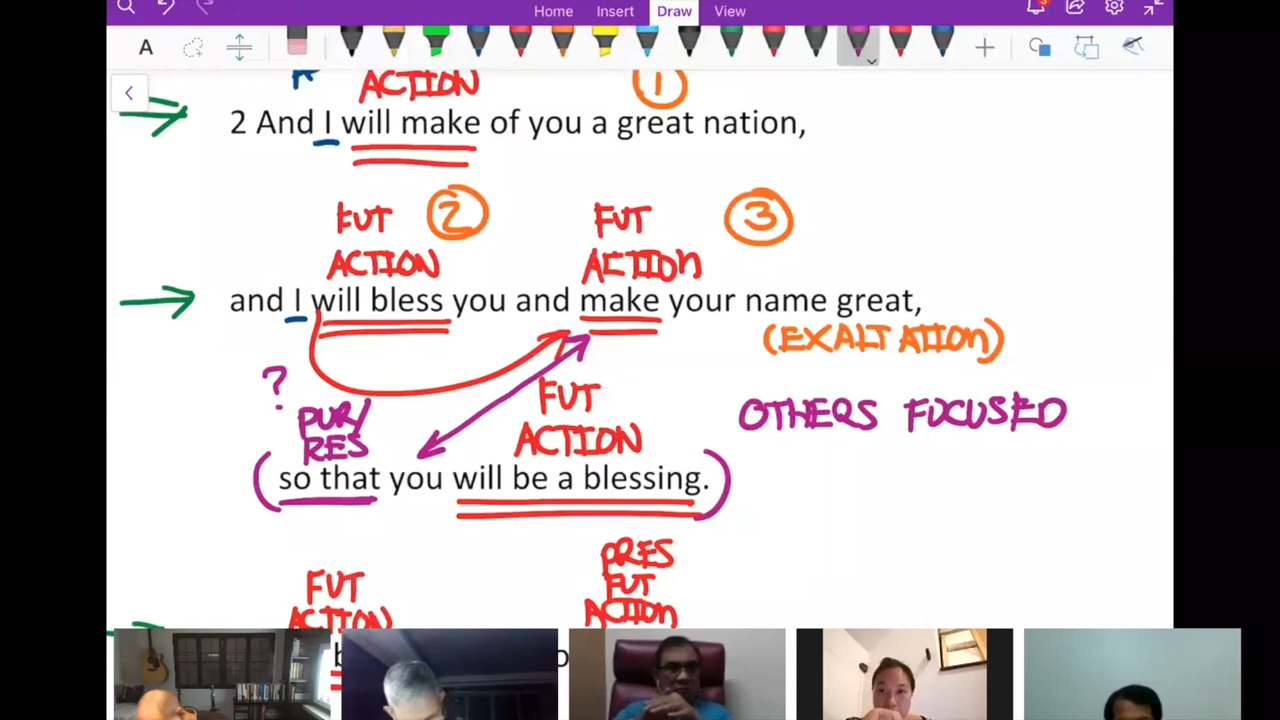 Home Insert Draw View
3
A
ACTION 1
2 And I will make of you a great nation,
FUT 2 FUT 3
ACTION ACTION
and I will bless you and make your name great,
(EXALTATION)
? FUT
PUR/ OTHERS FOCUSED
RES ACTION
(so that you will be a blessing.)
PRES
FUT FUT
ACTION ACTION